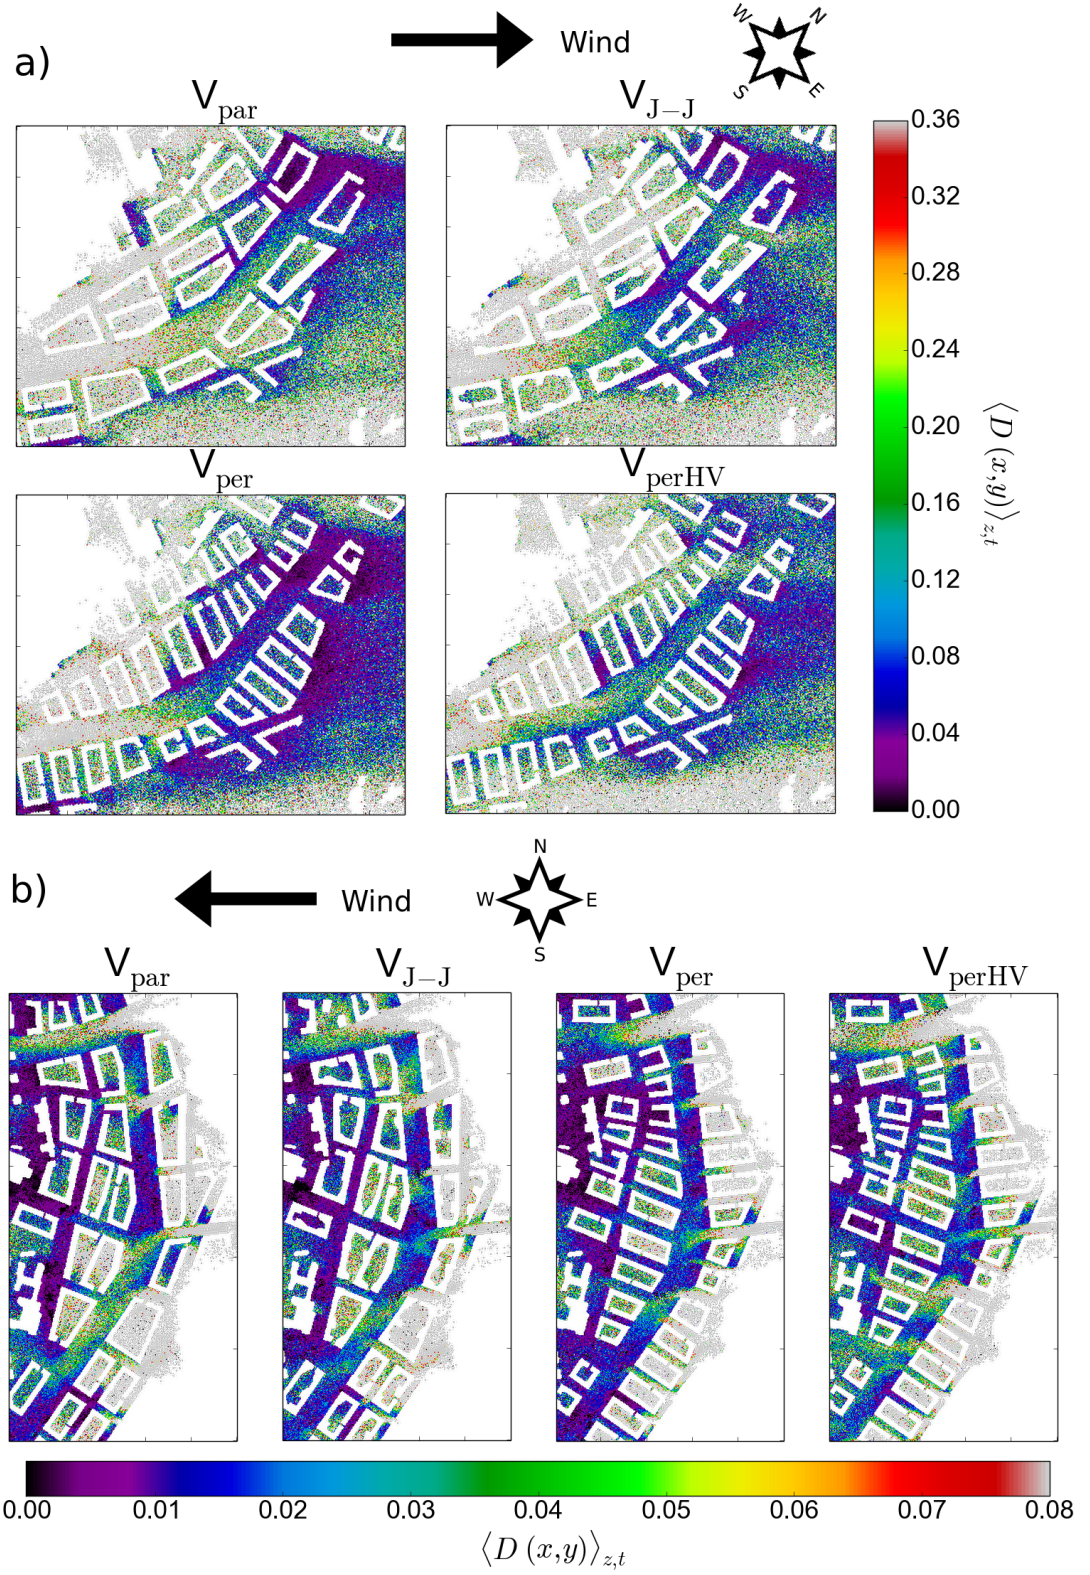 a)
Wind
W N
S E
V_par
V_J−J
V_per
V_perHV
0.36
0.32
0.28
0.24
0.20
0.16
0.12
0.08
0.04
0.00
⟨D (x,y)⟩_z,t
b)
Wind
N
W E
S
V_par
V_J−J
V_per
V_perHV
0.00 0.01 0.02 0.03 0.04 0.05 0.06 0.07 0.08
⟨D (x,y)⟩_z,t